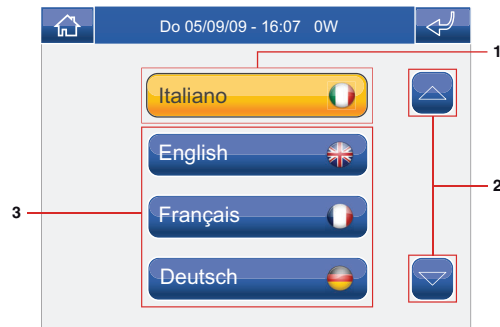 Do 05/09/09 - 16:07 0W
1
Italiano
English
2
3
Français
Deutsch